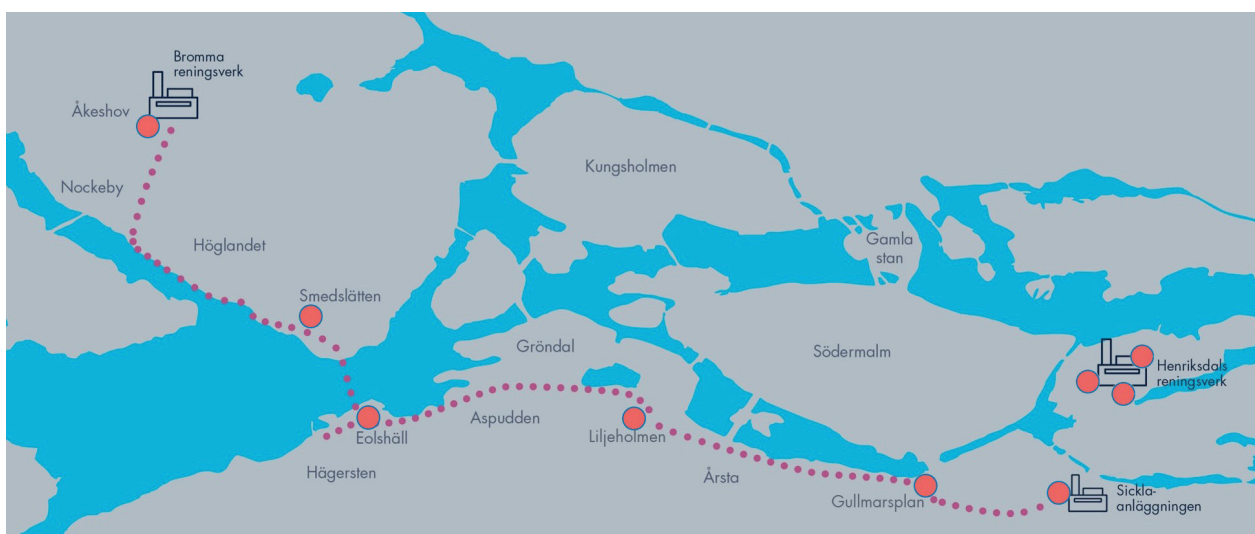 Bromma
reningsverk
Åkeshov
Nockeby
Kungsholmen
Höglandet
Gamla
stan
Smedslätten
Gröndal
Södermalm
Henriksdals
reningsverk
Aspudden
Eolshäll
Liljeholmen
Hägersten
Årsta
Gullmarsplan
Sickla-
anläggningen